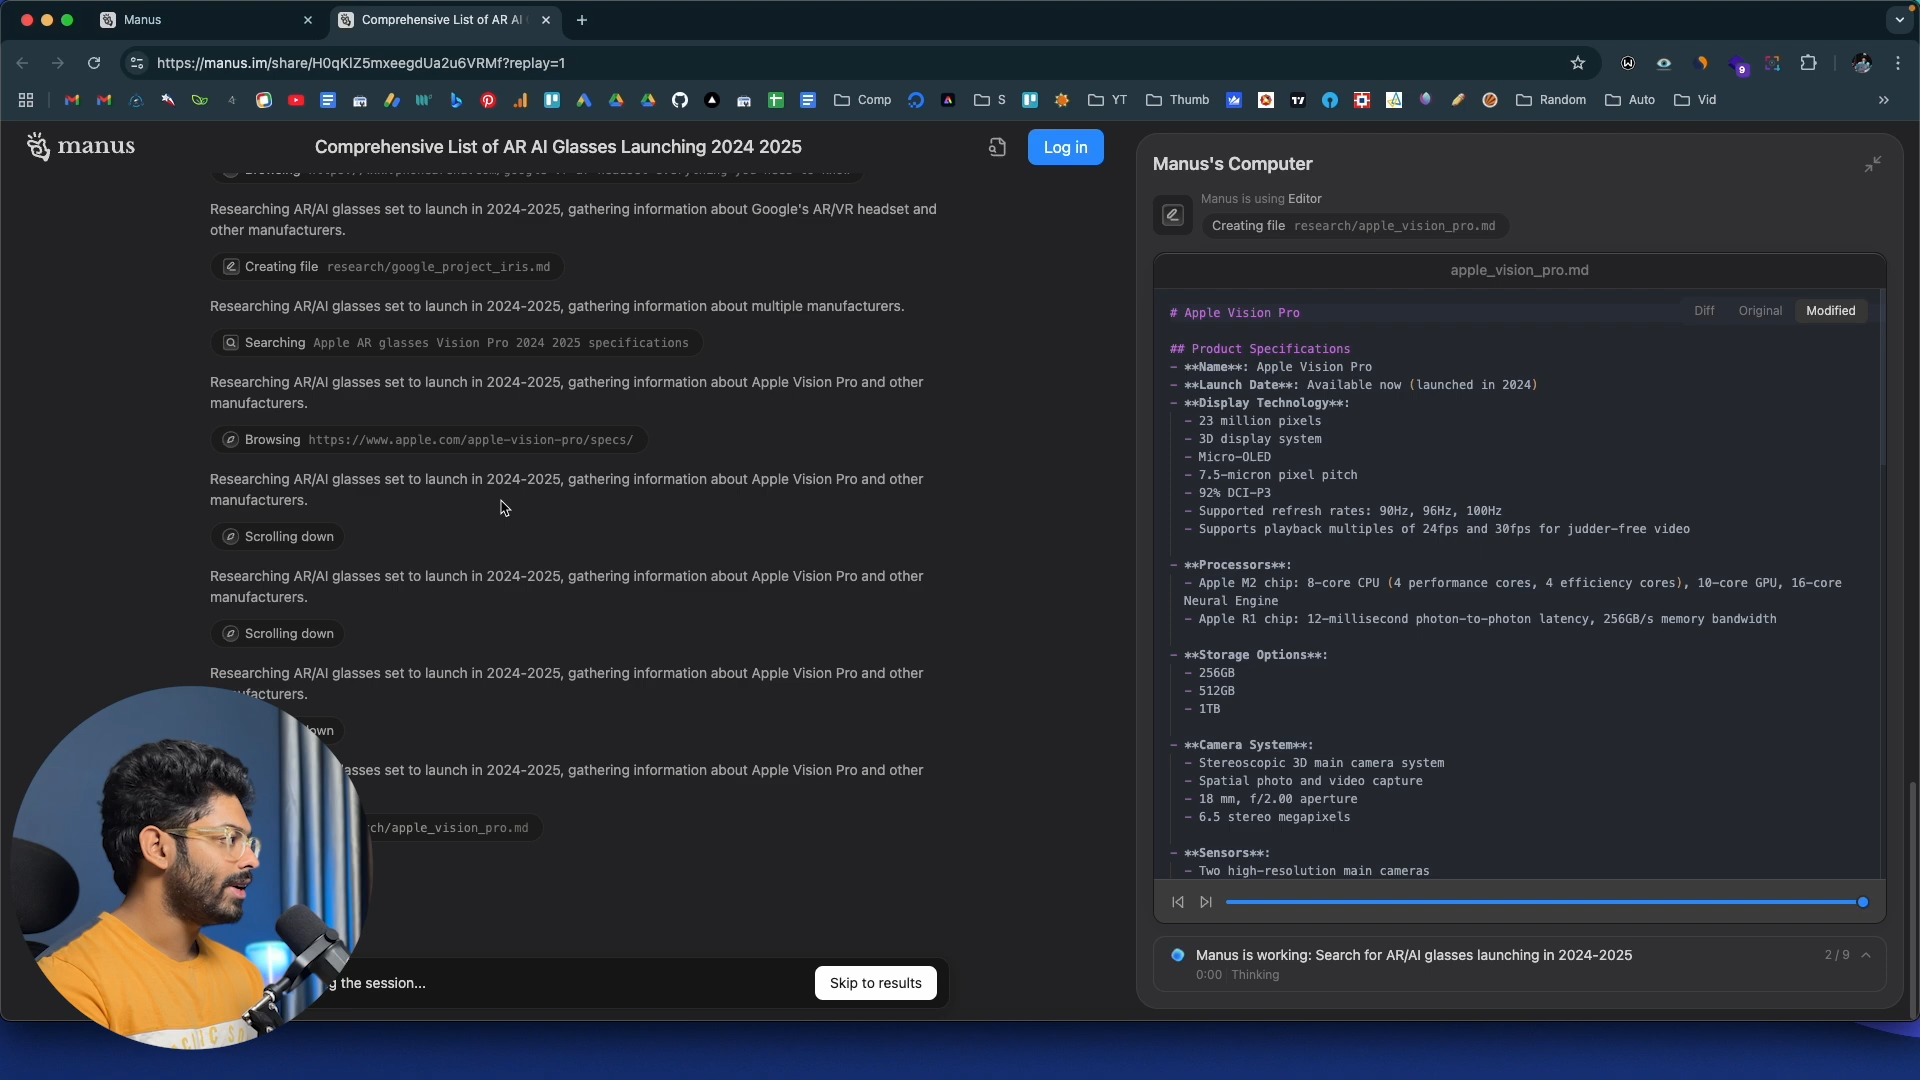 Manus
Comprehensive List of AR AI
https://manus.im/share/H0qKlZ5mxeegdUa2u6VRMf?replay=1
9
Comp
S
YT
Thumb
Random
Auto
Vid
manus
Comprehensive List of AR AI Glasses Launching 2024 2025
Log in
Researching AR/AI glasses set to launch in 2024-2025, gathering information about Google's AR/VR headset and
other manufacturers.
Creating file research/google_project_iris.md
Researching AR/AI glasses set to launch in 2024-2025, gathering information about multiple manufacturers.
Searching Apple AR glasses Vision Pro 2024 2025 specifications
Researching AR/AI glasses set to launch in 2024-2025, gathering information about Apple Vision Pro and other
manufacturers.
Browsing https://www.apple.com/apple-vision-pro/specs/
Researching AR/AI glasses set to launch in 2024-2025, gathering information about Apple Vision Pro and other
manufacturers.
Scrolling down
Researching AR/AI glasses set to launch in 2024-2025, gathering information about Apple Vision Pro and other
manufacturers.
Scrolling down
Researching AR/AI glasses set to launch in 2024-2025, gathering information about Apple Vision Pro and other
facturers.
own
asses set to launch in 2024-2025, gathering information about Apple Vision Pro and other
ch/apple_vision_pro.md
g the session...
Skip to results
Manus's Computer
Manus is using Editor
Creating file research/apple_vision_pro.md
apple_vision_pro.md
Diff Original Modified
# Apple Vision Pro
## Product Specifications
- **Name**: Apple Vision Pro
- **Launch Date**: Available now (launched in 2024)
- **Display Technology**:
- 23 million pixels
- 3D display system
- Micro-OLED
- 7.5-micron pixel pitch
- 92% DCI-P3
- Supported refresh rates: 90Hz, 96Hz, 100Hz
- Supports playback multiples of 24fps and 30fps for judder-free video
- **Processors**:
- Apple M2 chip: 8-core CPU (4 performance cores, 4 efficiency cores), 10-core GPU, 16-core
Neural Engine
- Apple R1 chip: 12-millisecond photon-to-photon latency, 256GB/s memory bandwidth
- **Storage Options**:
- 256GB
- 512GB
- 1TB
- **Camera System**:
- Stereoscopic 3D main camera system
- Spatial photo and video capture
- 18 mm, f/2.00 aperture
- 6.5 stereo megapixels
- **Sensors**:
- Two high-resolution main cameras
Manus is working: Search for AR/AI glasses launching in 2024-2025
2 / 9
0:00 Thinking